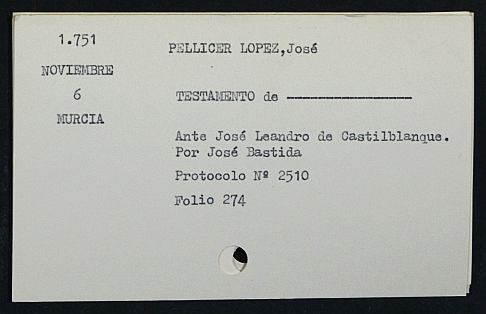 1.751
PELLICER LOPEZ,José
NOVIEMBRE
6
TESTAMENTO de ----------------
MURCIA
Ante José Leandro de Castilblanque.
Por José Bastida
Protocolo Nº 2510
Folio 274